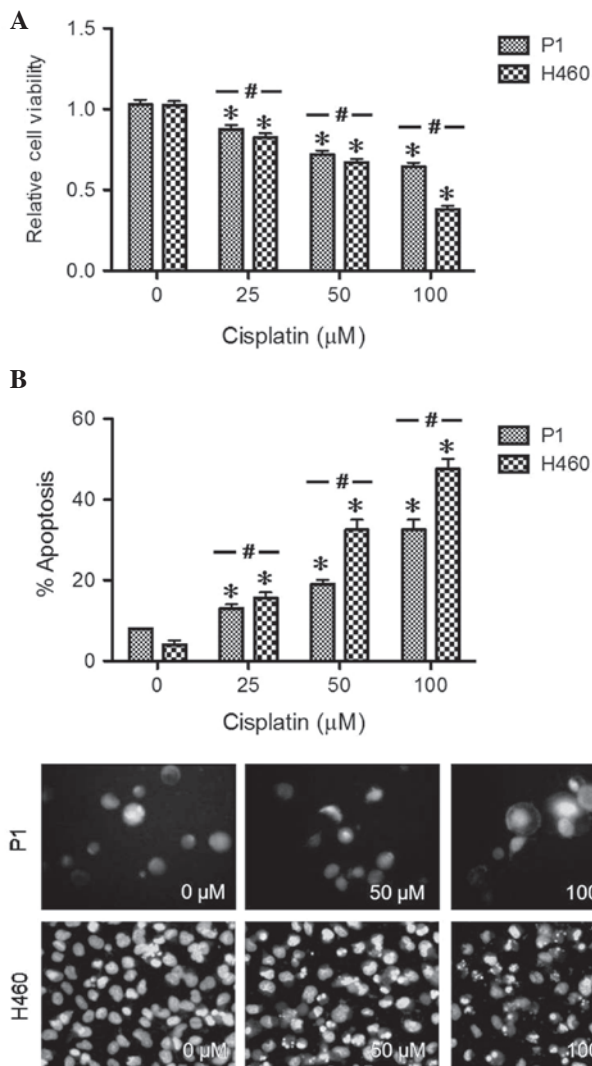 A
Relative cell viability
1.5
1.0
0.5
0.0
# # #
* * * * * *
0 25 50 100
Cisplatin (µM)
P1
H460
B
% Apoptosis
60
40
20
0
# # #
* * * * * *
0 25 50 100
Cisplatin (µM)
P1
H460
P1
0 µM 50 µM 100
H460
0 µM 50 µM 100